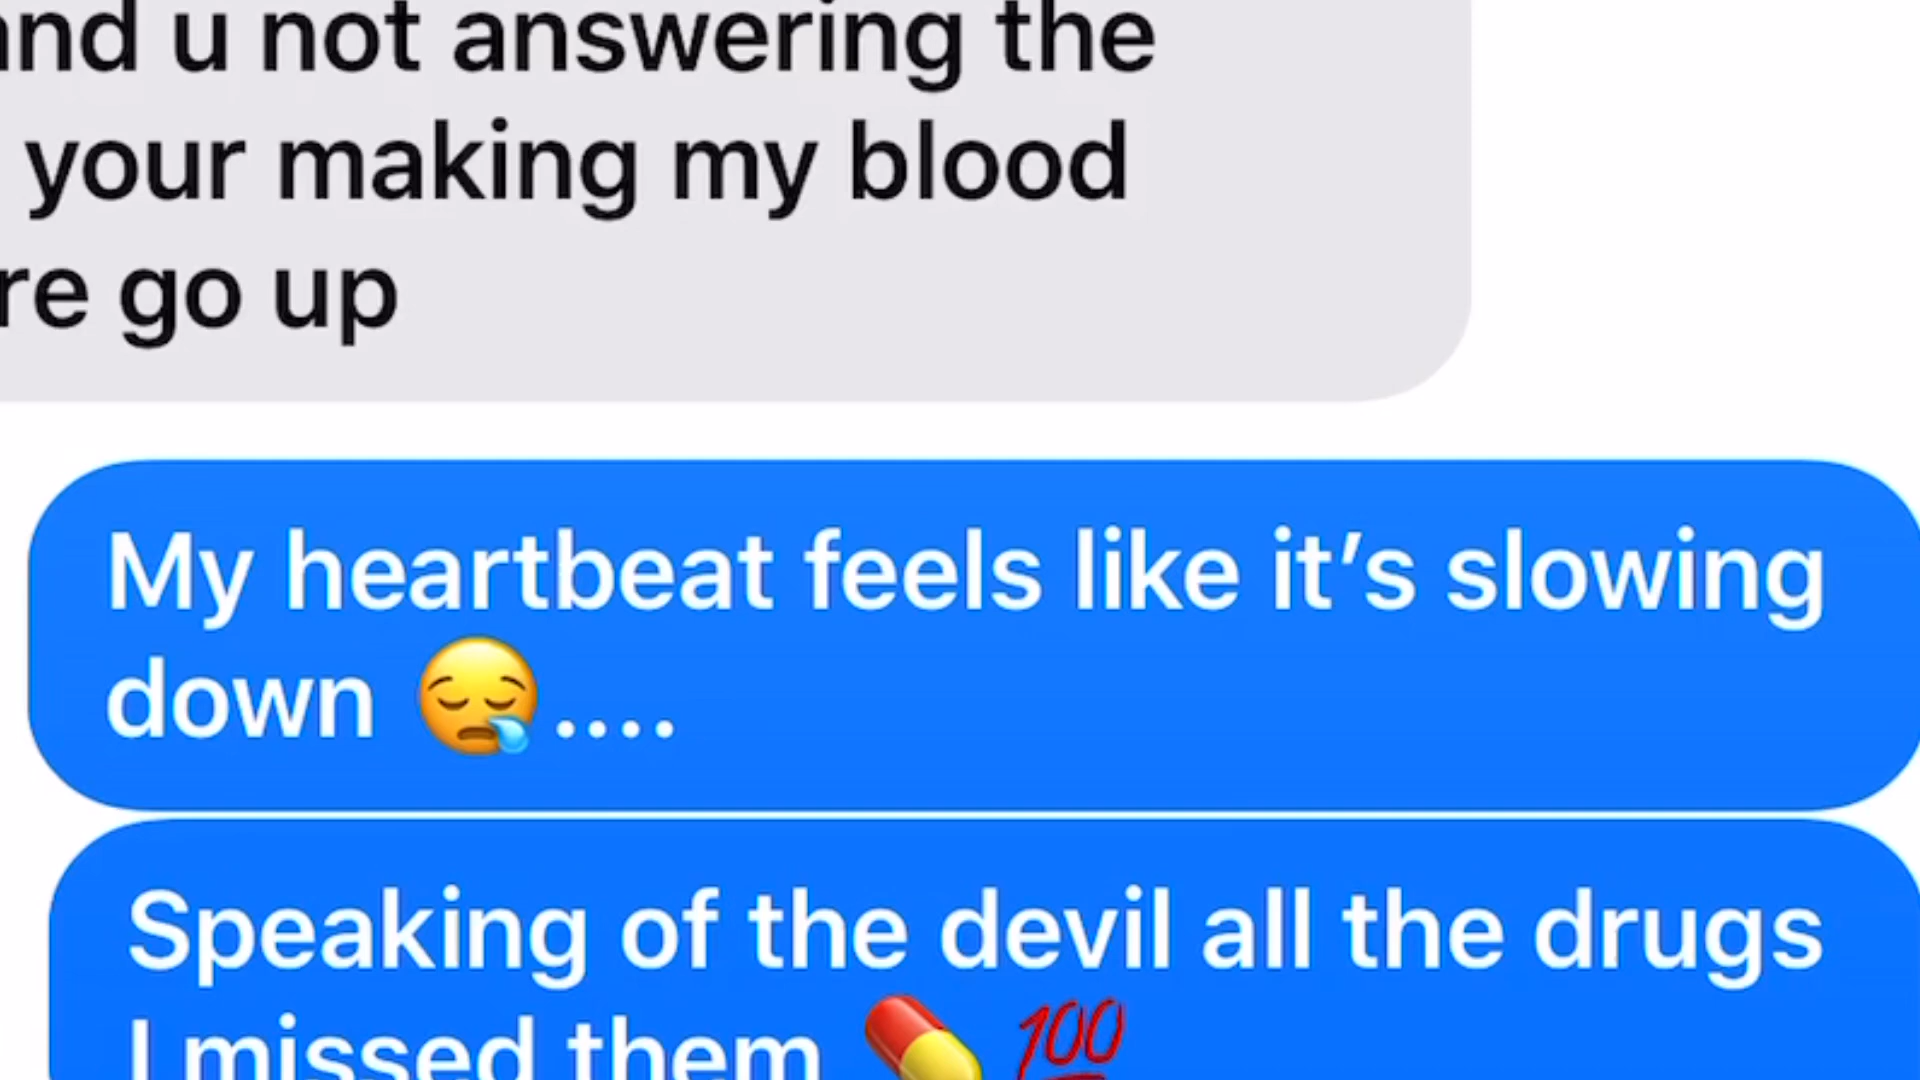 and u not answering the
your making my blood
re go up
My heartbeat feels like it’s slowing
down 😪....
Speaking of the devil all the drugs
I missed them 💊 💯